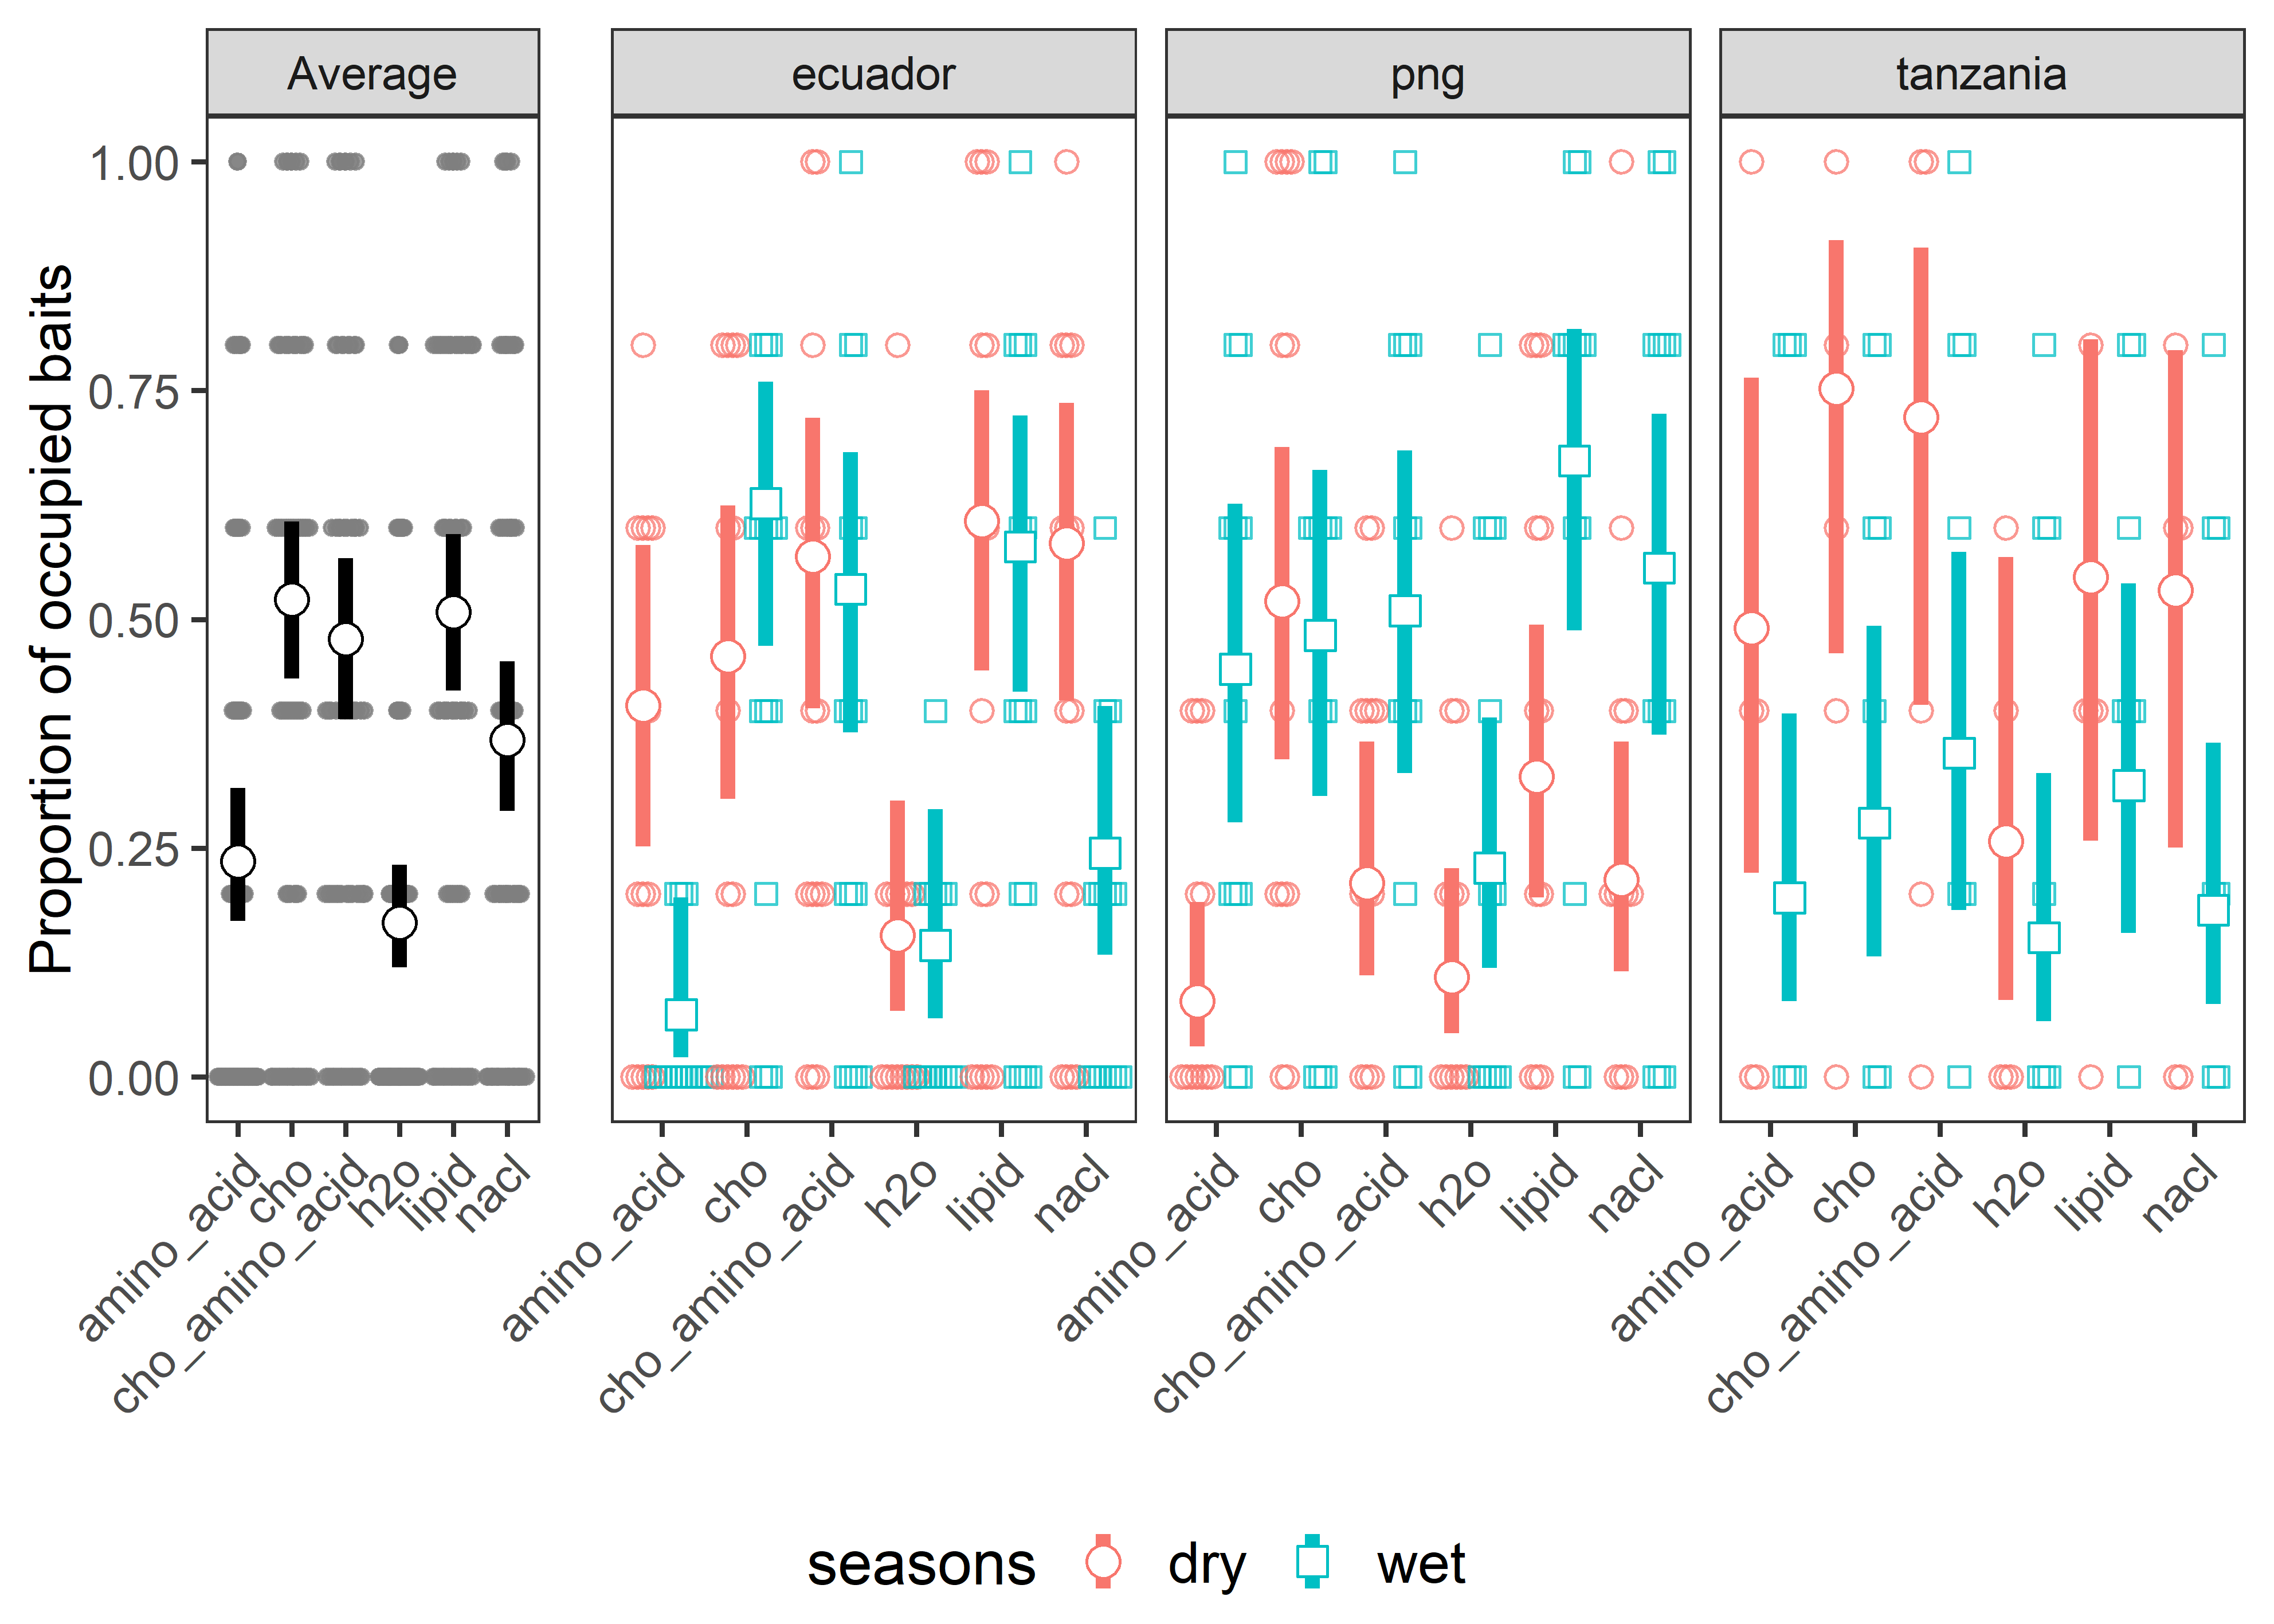 Average
ecuador
png
tanzania
Proportion of occupied baits
1.00
0.75
0.50
0.25
0.00
amino_acid
cho
cho_amino_acid
h2o
lipid
nacl
amino_acid
cho
cho_amino_acid
h2o
lipid
nacl
amino_acid
cho
cho_amino_acid
h2o
lipid
nacl
amino_acid
cho
cho_amino_acid
h2o
lipid
nacl
seasons dry wet